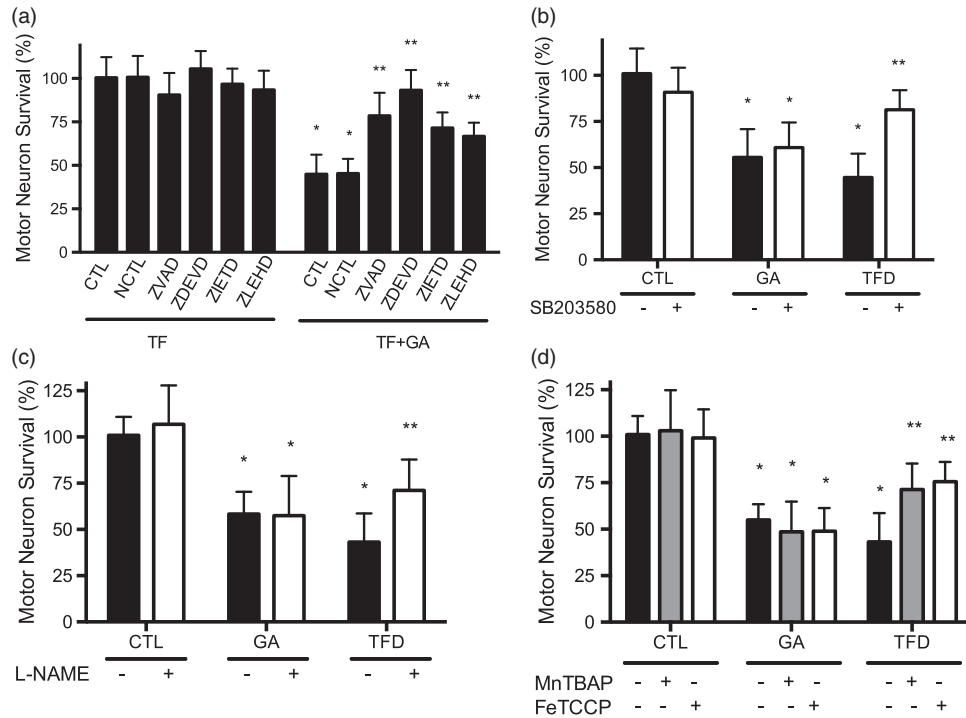 (a)
Motor Neuron Survival (%)
100
75
50
25
0
* * ** ** ** **
CTL NCTL ZVAD ZDEVD ZIETD ZLEHD CTL NCTL ZVAD ZDEVD ZIETD ZLEHD
TF TF+GA
(b)
Motor Neuron Survival (%)
100
75
50
25
0
* * * **
CTL GA TFD
SB203580 - + - + - +
(c)
Motor Neuron Survival (%)
125
100
75
50
25
0
* * * **
CTL GA TFD
L-NAME - + - + - +
(d)
Motor Neuron Survival (%)
125
100
75
50
25
0
* * * * ** **
CTL GA TFD
MnTBAP - + - - + - - + -
FeTCCP - - + - - + - - +